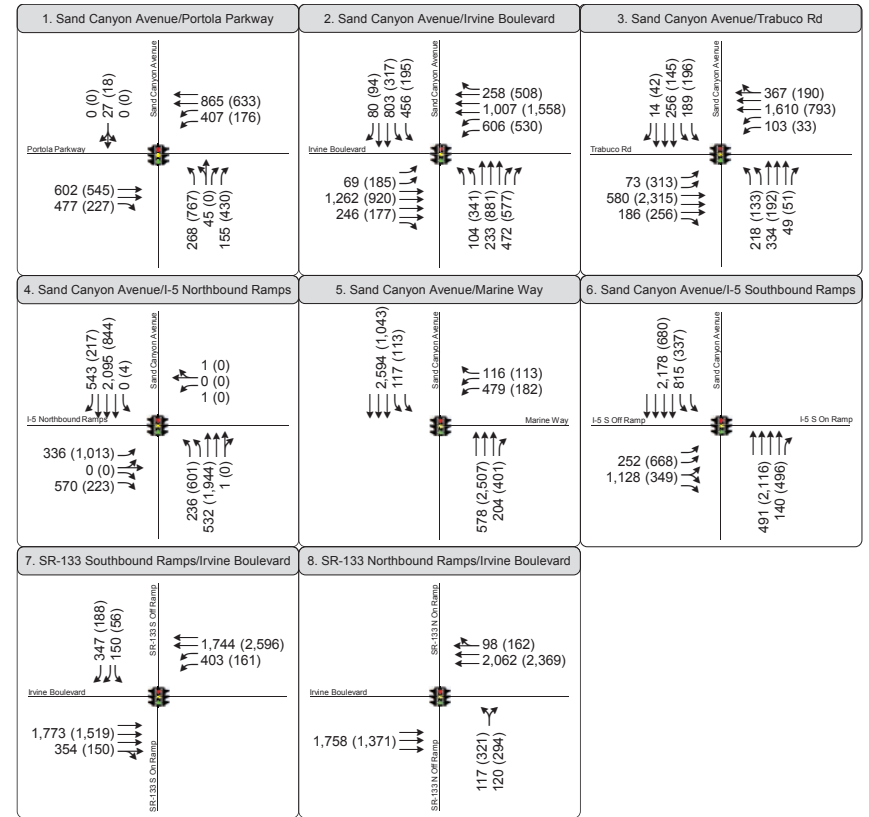 1. Sand Canyon Avenue/Portola Parkway
0 (0)
27 (18)
0 (0)
Sand Canyon Avenue
865 (633)
407 (176)
Portola Parkway
602 (545)
477 (227)
268 (767)
45 (0)
155 (430)
2. Sand Canyon Avenue/Irvine Boulevard
80 (94)
803 (317)
456 (195)
Sand Canyon Avenue
258 (508)
1,007 (1,558)
606 (530)
Irvine Boulevard
69 (185)
1,262 (920)
246 (177)
104 (341)
233 (881)
472 (577)
3. Sand Canyon Avenue/Trabuco Rd
14 (42)
256 (145)
189 (196)
Sand Canyon Avenue
367 (190)
1,610 (793)
103 (33)
Trabuco Rd
73 (313)
580 (2,315)
186 (256)
218 (133)
334 (192)
49 (51)
4. Sand Canyon Avenue/I-5 Northbound Ramps
543 (217)
2,095 (844)
0 (4)
Sand Canyon Avenue
1 (0)
0 (0)
1 (0)
I-5 Northbound Ramps
336 (1,013)
0 (0)
570 (223)
236 (601)
532 (1,944)
1 (0)
5. Sand Canyon Avenue/Marine Way
2,594 (1,043)
117 (113)
Sand Canyon Avenue
116 (113)
479 (182)
Marine Way
578 (2,507)
204 (401)
6. Sand Canyon Avenue/I-5 Southbound Ramps
2,178 (680)
815 (337)
Sand Canyon Avenue
I-5 S Off Ramp
I-5 S On Ramp
252 (668)
1,128 (349)
491 (2,116)
140 (496)
7. SR-133 Southbound Ramps/Irvine Boulevard
347 (188)
150 (56)
SR-133 S Off Ramp
1,744 (2,596)
403 (161)
Irvine Boulevard
1,773 (1,519)
354 (150)
SR-133 S On Ramp
8. SR-133 Northbound Ramps/Irvine Boulevard
SR-133 N On Ramp
98 (162)
2,062 (2,369)
Irvine Boulevard
1,758 (1,371)
SR-133 N Off Ramp
117 (321)
120 (294)